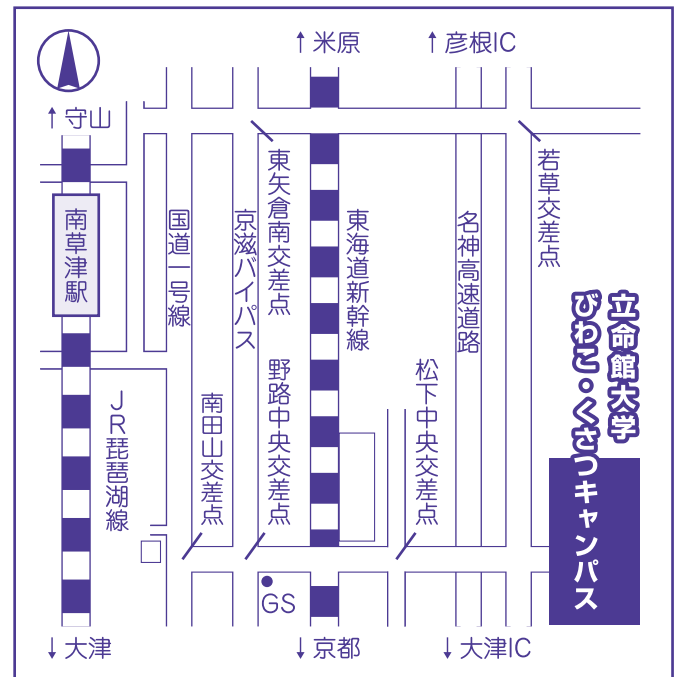 ↑ 米原
↑ 彦根IC
↑ 守山
南草津駅
国道一号線
京滋バイパス
東矢倉南交差点
東海道新幹線
名神高速道路
若草交差点
立命館大学
びわこ・くさつキャンパス
JR琵琶湖線
南田山交差点
野路中央交差点
松下中央交差点
GS
↓ 大津
↓ 京都
↓ 大津IC